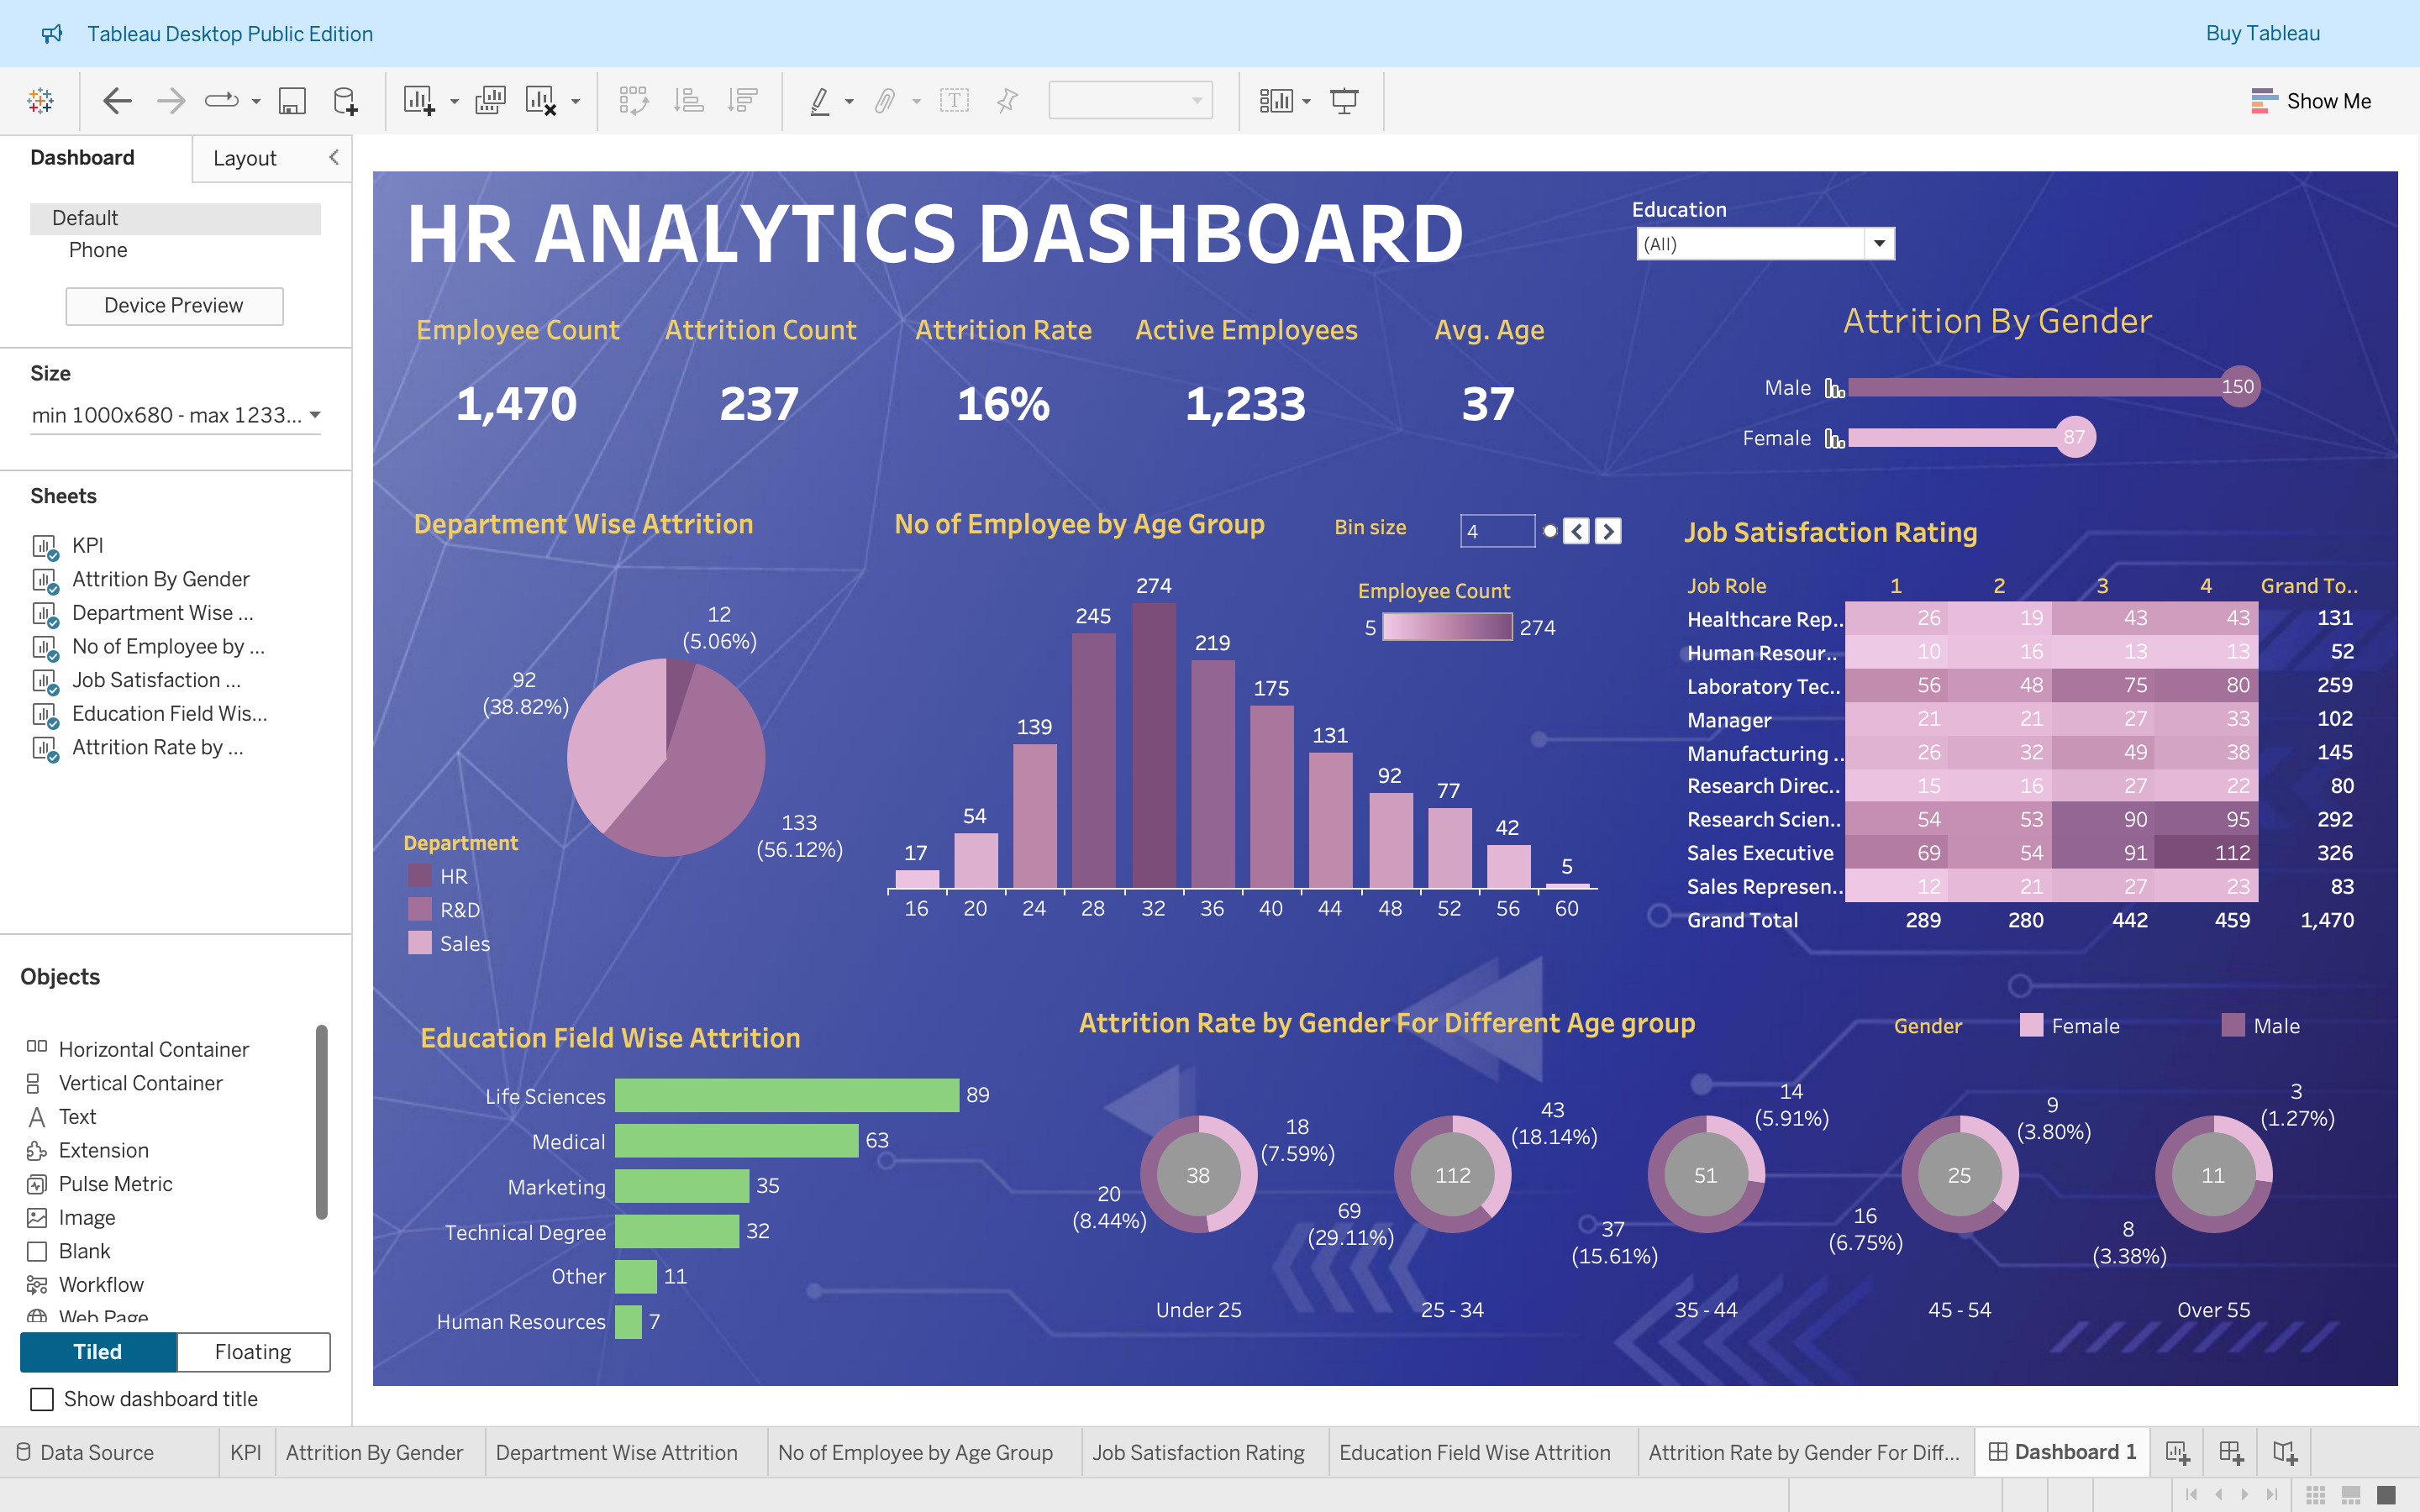 Tableau Desktop Public Edition
Buy Tableau
Show Me
Dashboard
Layout
Default
Phone
Device Preview
Size
min 1000x680 - max 1233...
Sheets
KPI
Attrition By Gender
Department Wise ...
No of Employee by ...
Job Satisfaction ...
Education Field Wis...
Attrition Rate by ...
Objects
Horizontal Container
Vertical Container
Text
Extension
Pulse Metric
Image
Blank
Workflow
Web Page
Tiled Floating
Show dashboard title
HR ANALYTICS DASHBOARD
Education
(All)
Employee Count Attrition Count Attrition Rate Active Employees Avg. Age
1,470 237 16% 1,233 37
Attrition By Gender
Male 150
Female 87
Department Wise Attrition
12
(5.06%)
92
(38.82%)
133
(56.12%)
Department
HR
R&D
Sales
No of Employee by Age Group
Bin size 4
Employee Count
5 274
17 54 139 245 274 219 175 131 92 77 42 5
16 20 24 28 32 36 40 44 48 52 56 60
Job Satisfaction Rating
Job Role 1 2 3 4 Grand To..
Healthcare Rep.. 26 19 43 43 131
Human Resour.. 10 16 13 13 52
Laboratory Tec.. 56 48 75 80 259
Manager 21 21 27 33 102
Manufacturing .. 26 32 49 38 145
Research Direc.. 15 16 27 22 80
Research Scien.. 54 53 90 95 292
Sales Executive 69 54 91 112 326
Sales Represen.. 12 21 27 23 83
Grand Total 289 280 442 459 1,470
Education Field Wise Attrition
Life Sciences 89
Medical 63
Marketing 35
Technical Degree 32
Other 11
Human Resources 7
Attrition Rate by Gender For Different Age group
Gender Female Male
18
(7.59%)
38
20
(8.44%)
Under 25
43
(18.14%)
112
69
(29.11%)
25 - 34
14
(5.91%)
51
37
(15.61%)
35 - 44
9
(3.80%)
25
16
(6.75%)
45 - 54
3
(1.27%)
11
8
(3.38%)
Over 55
Data Source KPI Attrition By Gender Department Wise Attrition No of Employee by Age Group Job Satisfaction Rating Education Field Wise Attrition Attrition Rate by Gender For Diff... Dashboard 1